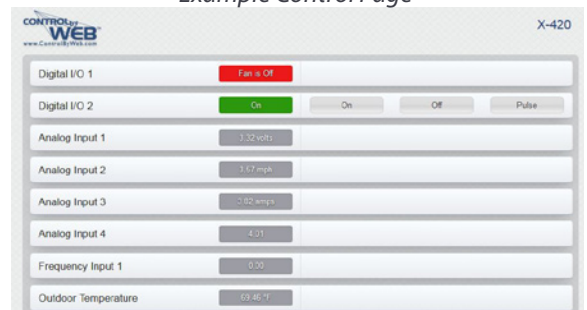 Example Control Page
CONTROL BY WEB X-420
www.ControlByWeb.com
Digital I/O 1 Fan is Off
Digital I/O 2 On On Off Pulse
Analog Input 1 3.32 volts
Analog Input 2 3.67 mph
Analog Input 3 3.02 amps
Analog Input 4 4.01
Frequency Input 1 0.00
Outdoor Temperature 69.46 °F